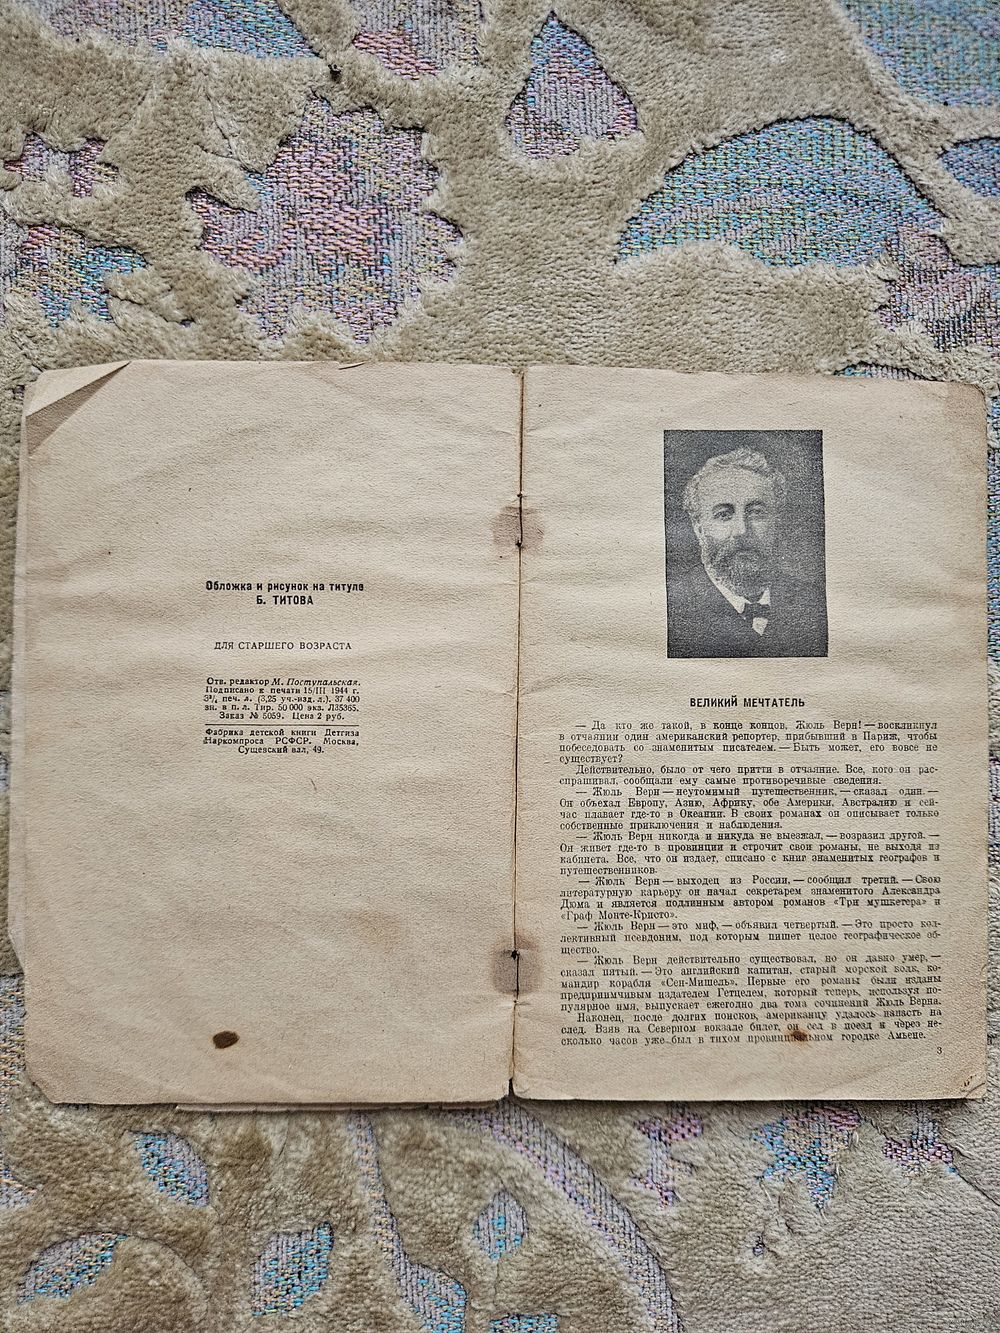 Обложка и рисунок на титуле
Б. ТИТОВА
ДЛЯ СТАРШЕГО ВОЗРАСТА
Отв. редактор М. Поступальская.
Подписано к печати 15/III 1944 г.
3²/₄ печ. л. (3,25 уч.-изд. л.). 37 400
зн. в п. л. Тир. 50 000 экз. Л35365.
Заказ № 5059. Цена 2 руб.
Фабрика детской книги Детгиза
Наркомпроса РСФСР. Москва,
Сущевский вал, 49.
ВЕЛИКИЙ МЕЧТАТЕЛЬ
— Да кто же такой, в конце концов, Жюль Верн! — воскликнул
в отчаянии один американский репортер, прибывший в Париж, чтобы
побеседовать со знаменитым писателем. — Быть может, его вовсе не
существует?
Действительно, было от чего притти в отчаяние. Все, кого он рас-
спрашивал, сообщали ему самые противоречивые сведения.
— Жюль Верн — неутомимый путешественник, — сказал один. —
Он объехал Европу, Азию, Африку, обе Америки, Австралию и сей-
час плавает где-то в Океании. В своих романах он описывает только
собственные приключения и наблюдения.
— Жюль Верн никогда и никуда не выезжал, — возразил другой. —
Он живет где-то в провинции и строчит свои романы, не выходя из
кабинета. Все, что он издает, списано с книг знаменитых географов и
путешественников.
— Жюль Верн — выходец из России, — сообщил третий. — Свою
литературную карьеру он начал секретарем знаменитого Александра
Дюма и является подлинным автором романов «Три мушкетера» и
«Граф Монте-Кристо».
— Жюль Верн — это миф, — объявил четвертый. — Это просто кол-
лективный псевдоним, под которым пишет целое географическое об-
щество.
— Жюль Верн действительно существовал, но он давно умер, —
сказал пятый. — Это английский капитан, старый морской волк, ко-
мандир корабля «Сен-Мишель». Первые его романы были изданы
предприимчивым издателем Гетцелем, который теперь, используя по-
пулярное имя, выпускает ежегодно два тома сочинений Жюль Верна.
Наконец, после долгих поисков, американцу удалось напасть на
след. Взяв на Северном вокзале билет, он сел в поезд и через не-
сколько часов уже был в тихом провинциальном городке Амьене.
3